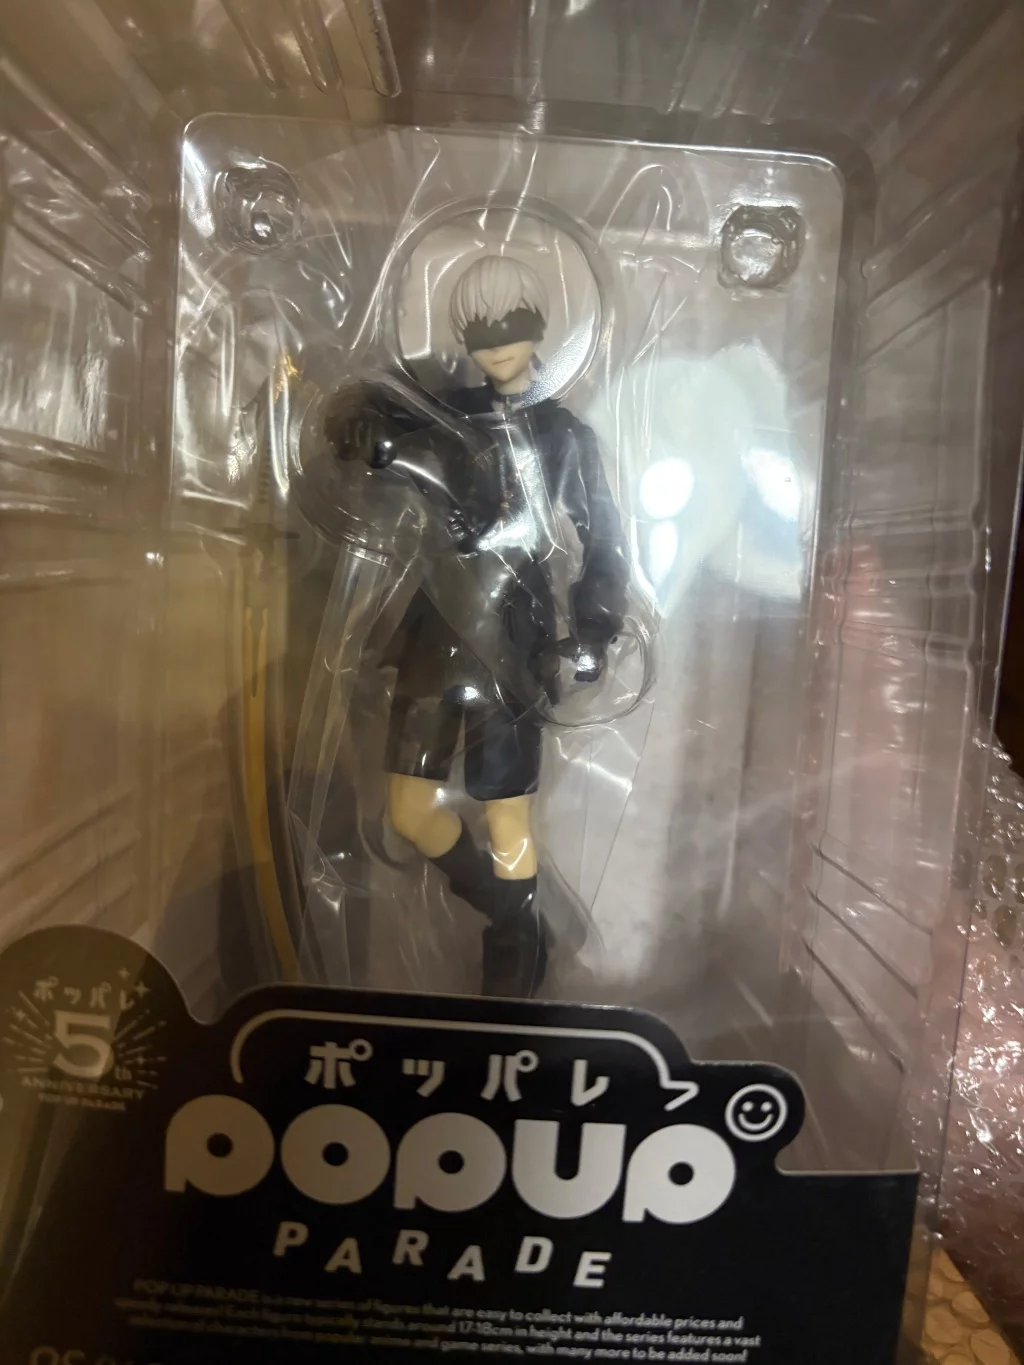 ポッパレ
5th
ANNIVERSARY
POP UP PARADE
ポッパレ
POPUP
PARADE
POP UP PARADE is a new series of figures that are easy to collect with affordable prices and
speedy releases! Each figure typically stands around 17-18cm in height and the series features a vast
selection of characters from popular anime and game series, with many more to be added soon!